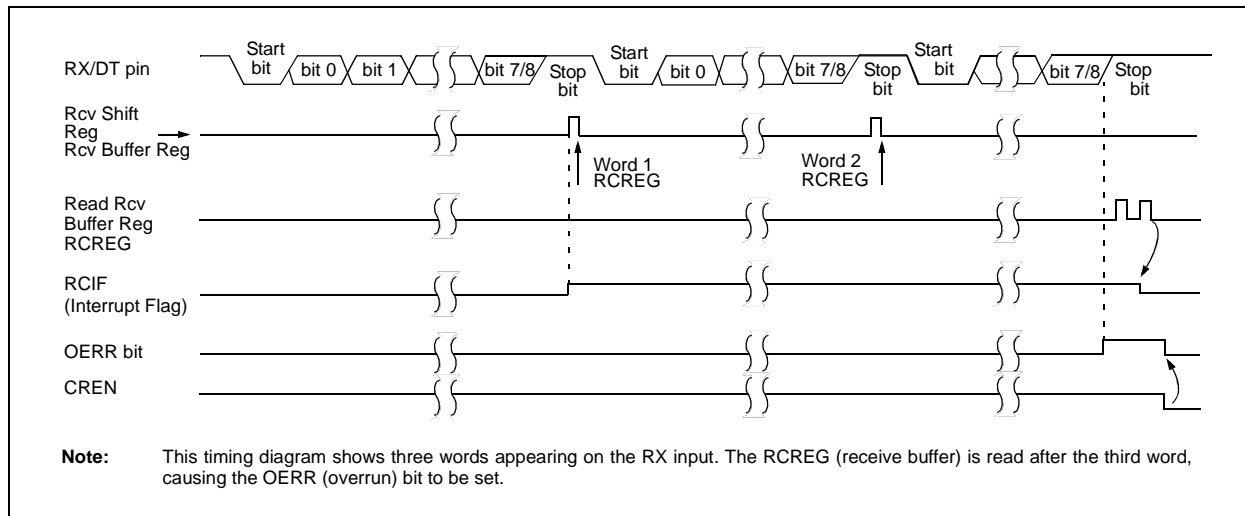 RX/DT pin
Start
bit
bit 0
bit 1
bit 7/8
Stop
bit
Start
bit
bit 0
bit 7/8
Stop
bit
Start
bit
bit 7/8
Stop
bit
Rcv Shift
Reg
Rcv Buffer Reg
Word 1
RCREG
Word 2
RCREG
Read Rcv
Buffer Reg
RCREG
RCIF
(Interrupt Flag)
OERR bit
CREN
Note: This timing diagram shows three words appearing on the RX input. The RCREG (receive buffer) is read after the third word,
causing the OERR (overrun) bit to be set.